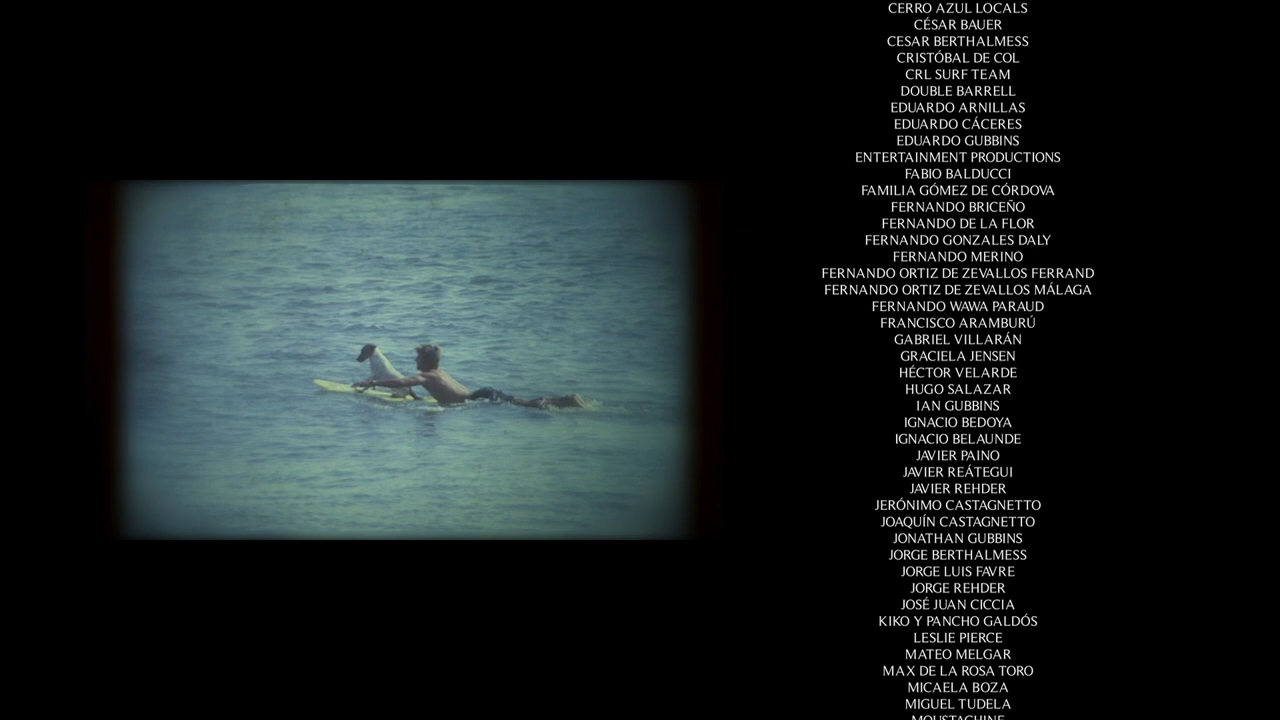 CERRO AZUL LOCALS
CÉSAR BAUER
CESAR BERTHALMESS
CRISTÓBAL DE COL
CRL SURF TEAM
DOUBLE BARRELL
EDUARDO ARNILLAS
EDUARDO CÁCERES
EDUARDO GUBBINS
ENTERTAINMENT PRODUCTIONS
FABIO BALDUCCI
FAMILIA GÓMEZ DE CÓRDOVA
FERNANDO BRICEÑO
FERNANDO DE LA FLOR
FERNANDO GONZALES DALY
FERNANDO MERINO
FERNANDO ORTIZ DE ZEVALLOS FERRAND
FERNANDO ORTIZ DE ZEVALLOS MÁLAGA
FERNANDO WAWA PARAUD
FRANCISCO ARAMBURÚ
GABRIEL VILLARÁN
GRACIELA JENSEN
HÉCTOR VELARDE
HUGO SALAZAR
IAN GUBBINS
IGNACIO BEDOYA
IGNACIO BELAUNDE
JAVIER PAINO
JAVIER REÁTEGUI
JAVIER REHDER
JERÓNIMO CASTAGNETTO
JOAQUÍN CASTAGNETTO
JONATHAN GUBBINS
JORGE BERTHALMESS
JORGE LUIS FAVRE
JORGE REHDER
JOSÉ JUAN CICCIA
KIKO Y PANCHO GALDÓS
LESLIE PIERCE
MATEO MELGAR
MAX DE LA ROSA TORO
MICAELA BOZA
MIGUEL TUDELA
MOUSTACHINE